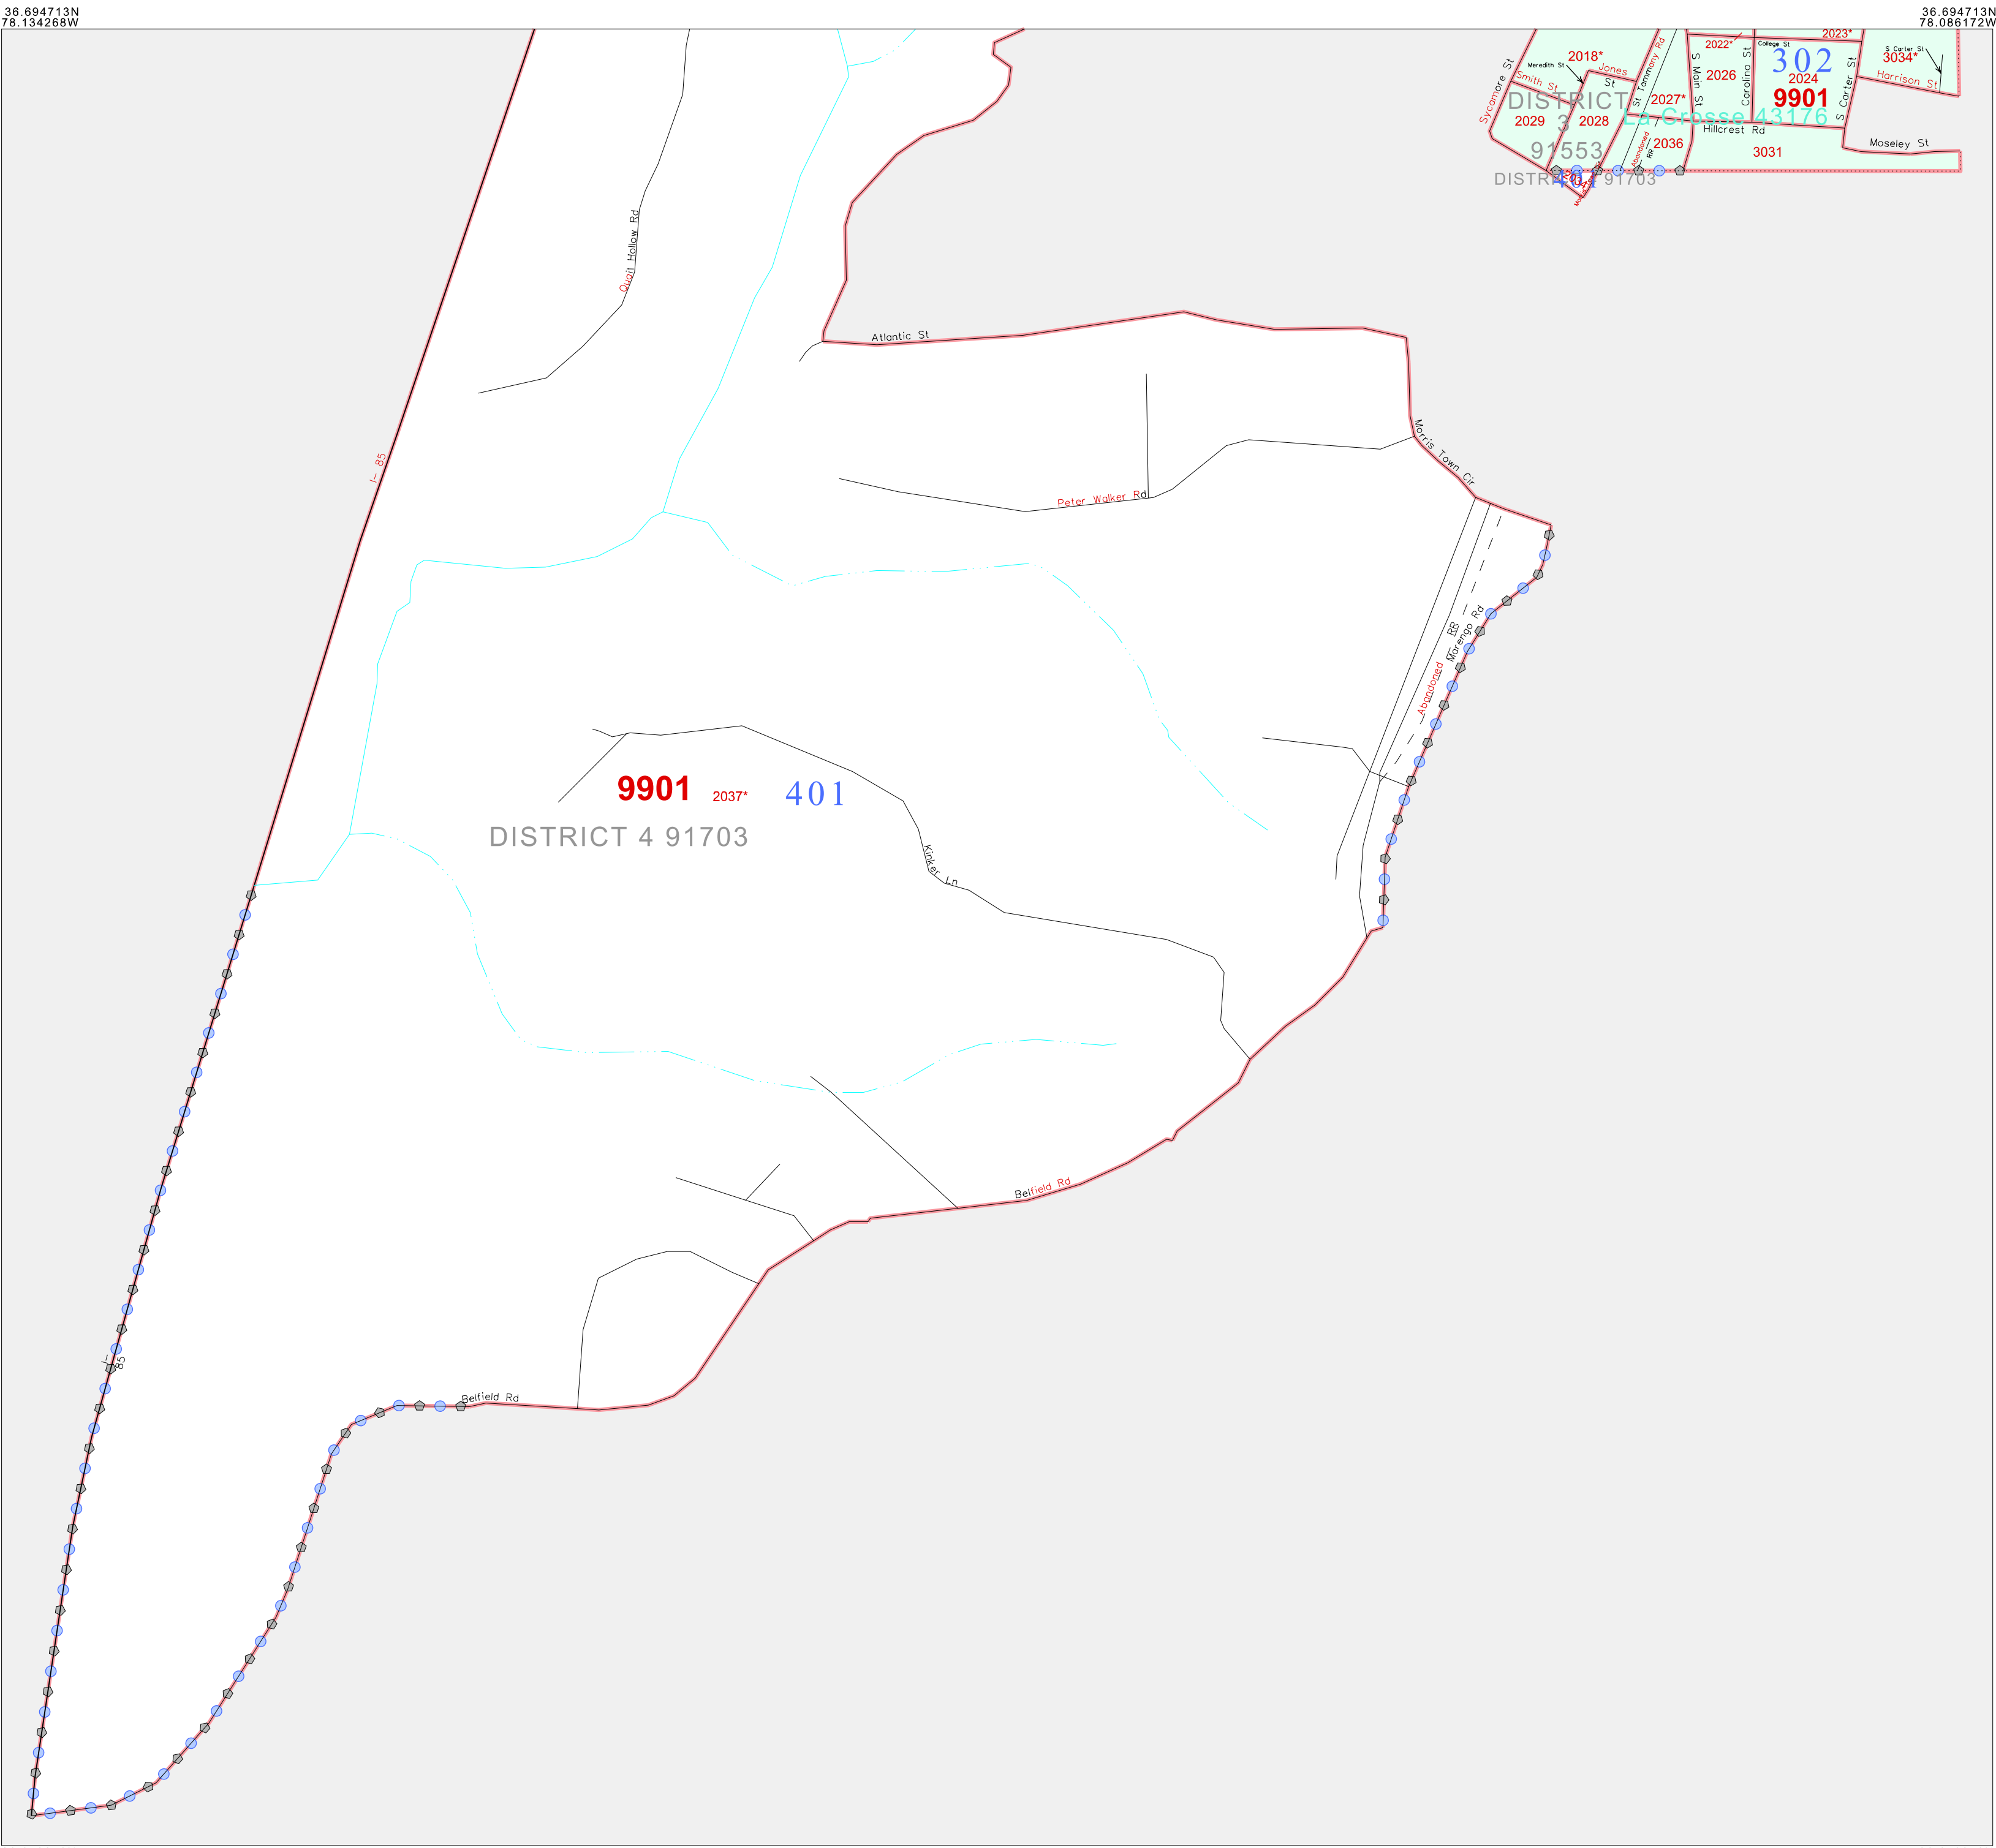 36.694713N
78.134268W
36.694713N
78.086172W
2022*
2023*
College St
302
S Carter St
3034*
2018*
Meredith St
Jones
St
Smith St
Sycamore St
St Tammany Rd
S Main St
2026
Carolina St
2024
9901
S Carter St
Harrison St
DISTRICT
3
91553
2027*
La Crosse 43176
2029
2028
Hillcrest Rd
Abandoned
RR
2036
3031
Moseley St
DISTRICT 4 91703
401
Quail Hollow Rd
Atlantic St
I- 85
Morris Town Cir
Peter Walker Rd
Abandoned
RR
Marengo Rd
9901
2037*
401
DISTRICT 4 91703
Kinker Ln
Belfield Rd
I- 85
Belfield Rd